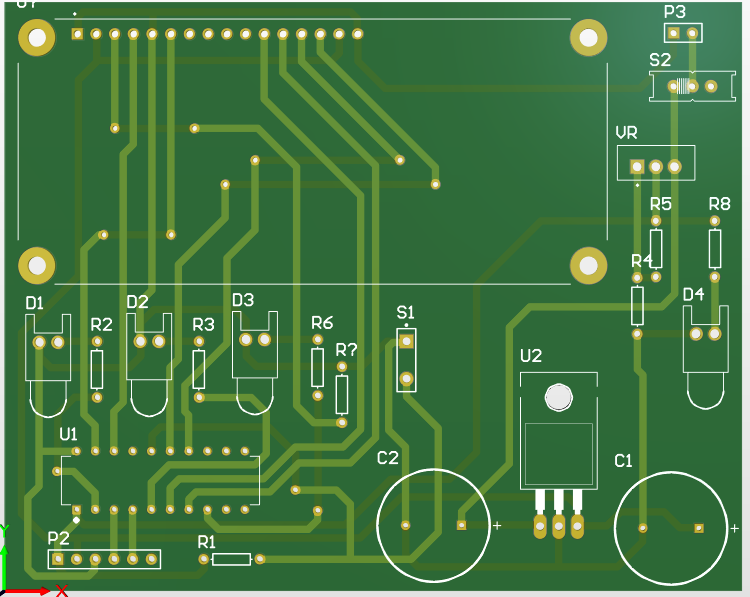 P3
S2
VR
R5 R8
R4
D1 D2 D3 S1 D4
R2 R3 R6
R?
U2
U1
C2 C1
+ +
P2 R1
Y
X